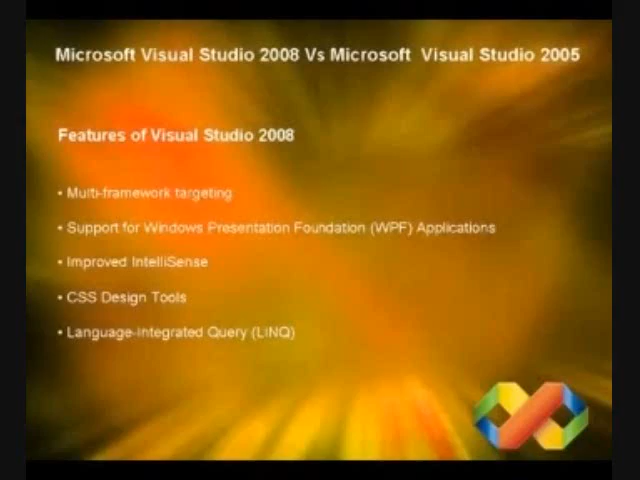 Microsoft Visual Studio 2008 Vs Microsoft Visual Studio 2005
Features of Visual Studio 2008
• Multi-framework targeting
• Support for Windows Presentation Foundation (WPF) Applications
• Improved IntelliSense
• CSS Design Tools
• Language-Integrated Query (LINQ)